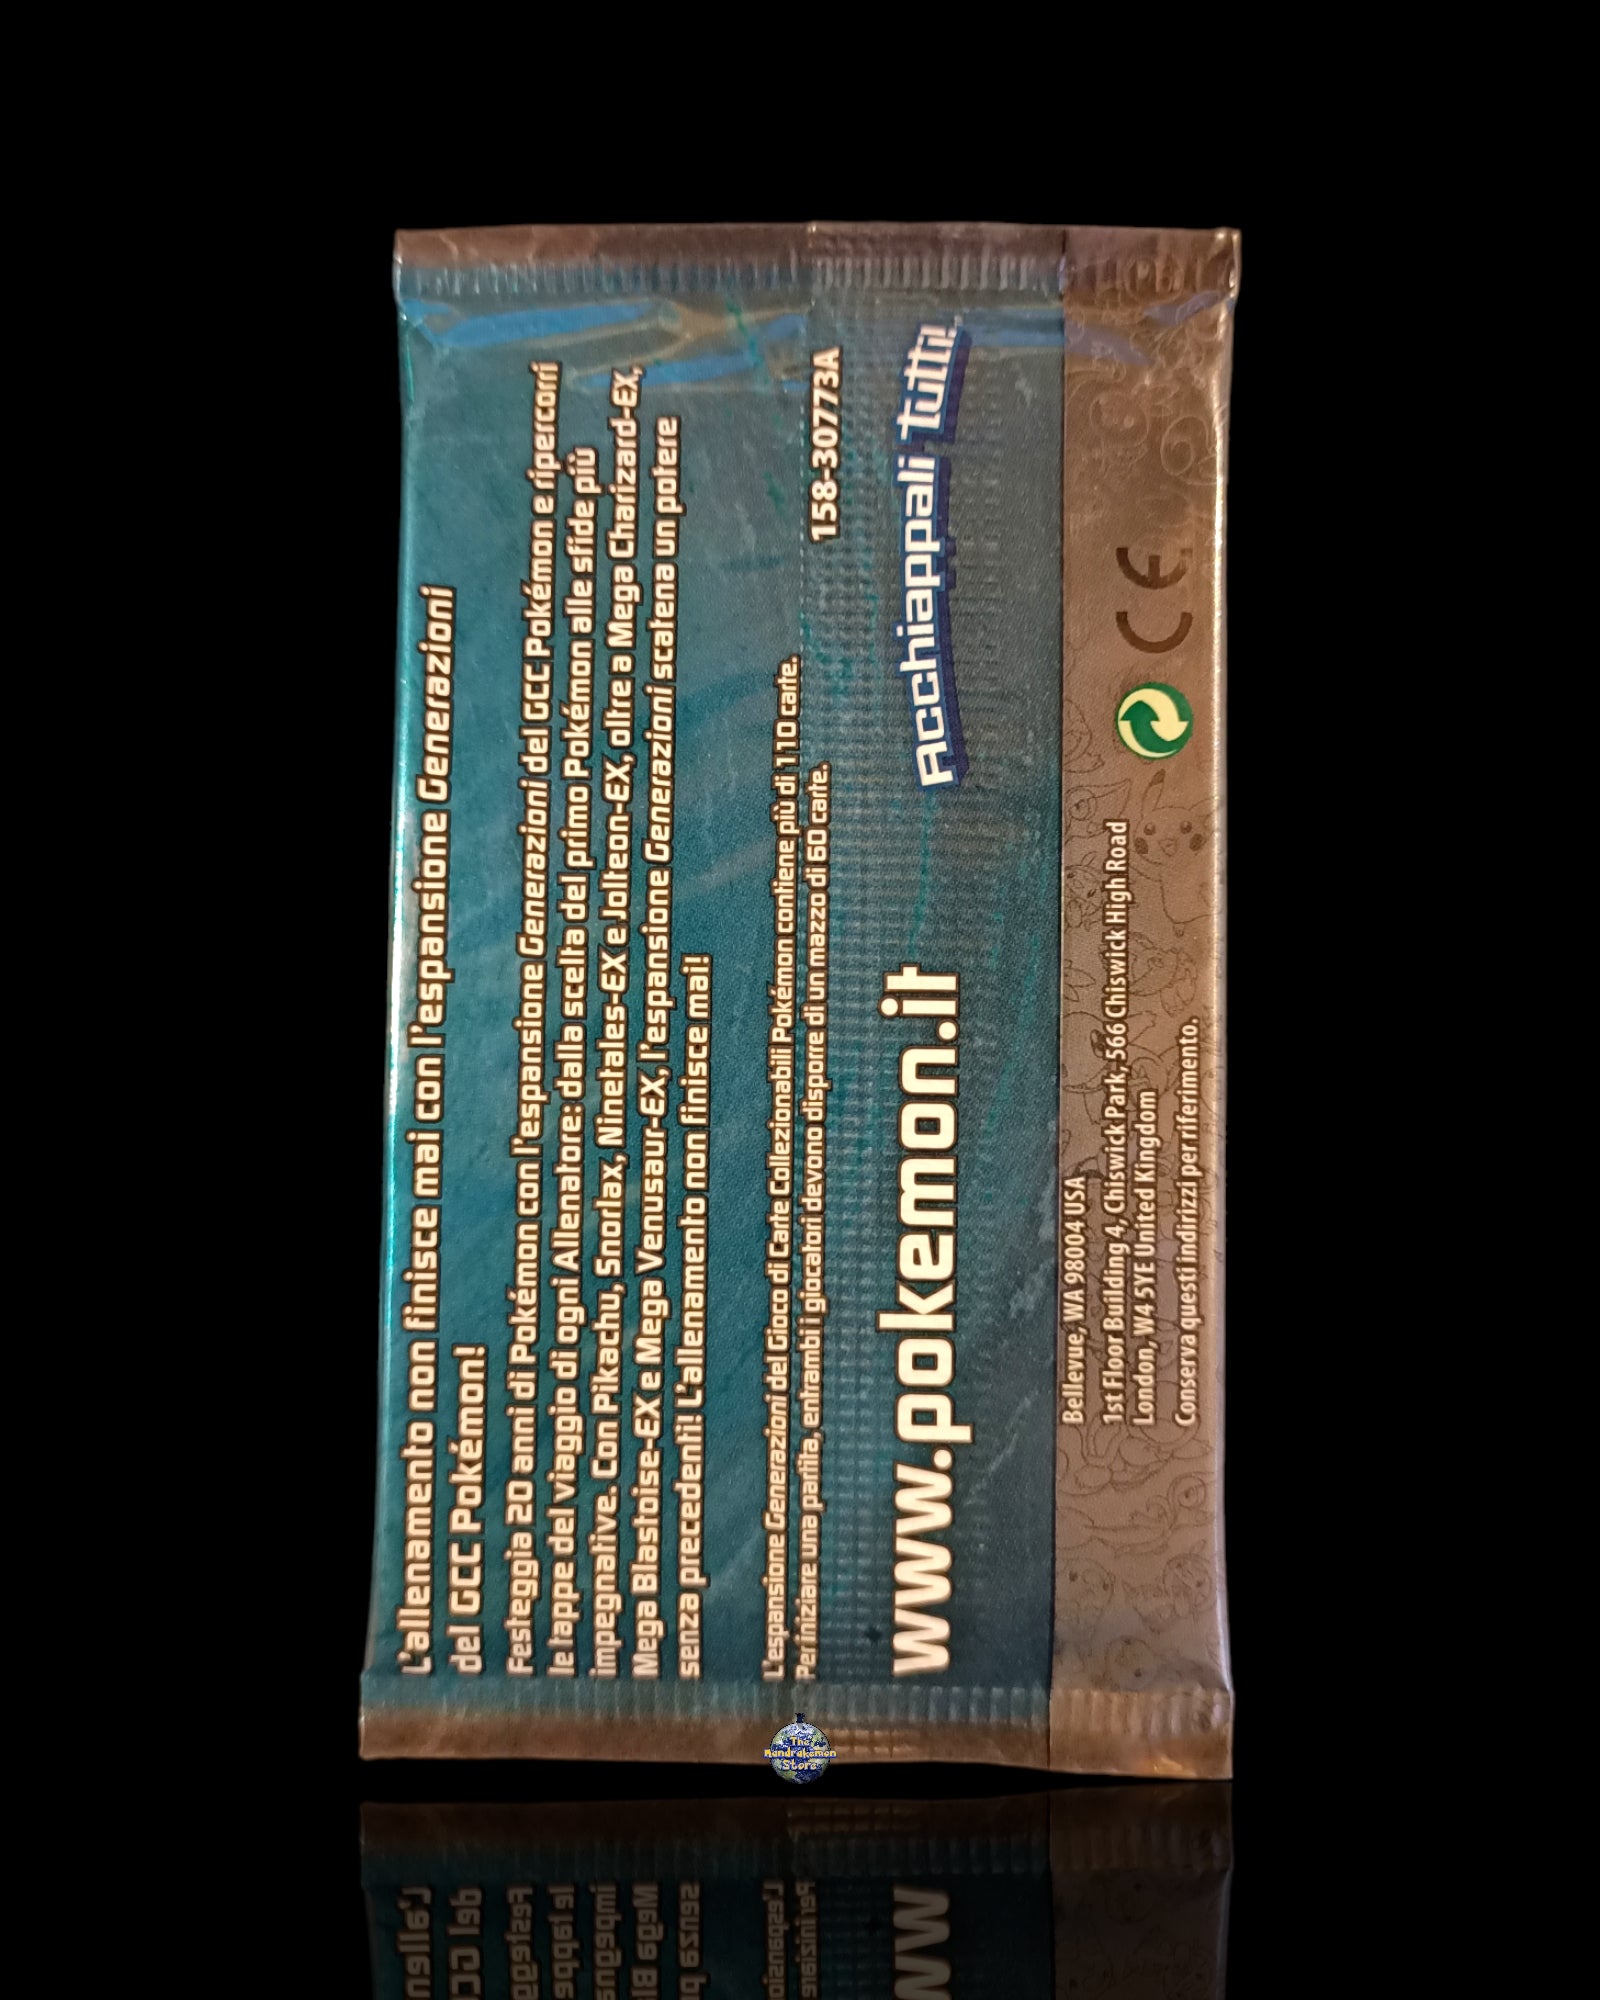 L'allenamento non finisce mai con l'espansione Generazioni
del GCC Pokémon!
Festeggia 20 anni di Pokémon con l'espansione Generazioni del GCC Pokémon e ripercorri
le tappe del viaggio di ogni Allenatore: dalla scelta del primo Pokémon alle sfide più
impegnative. Con Pikachu, Snorlax, Ninetales-EX e Jolteon-EX, oltre a Mega Charizard-EX,
Mega Blastoise-EX e Mega Venusaur-EX, l'espansione Generazioni scatena un potere
senza precedenti! L'allenamento non finisce mai!
L'espansione Generazioni del Gioco di Carte Collezionabili Pokémon contiene più di 110 carte.
Per iniziare una partita, entrambi i giocatori devono disporre di un mazzo di 60 carte.
158-30773A
www.pokemon.it
Acchiappali tutti!
Bellevue, WA 98004 USA
1st Floor Building 4, Chiswick Park, 566 Chiswick High Road
London, W4 5YE United Kingdom
Conserva questi indirizzi per riferimento.
CE
The
Mandrakemon
Store